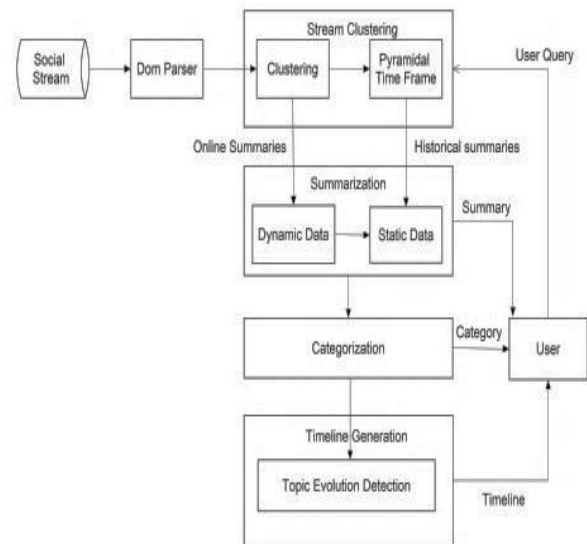 Stream Clustering
Social
Stream
Dom Parser
Clustering
Pyramidal
Time Frame
User Query
Online Summaries
Historical summaries
Summarization
Dynamic Data
Static Data
Summary
Categorization
Category
User
Timeline Generation
Topic Evolution Detection
Timeline